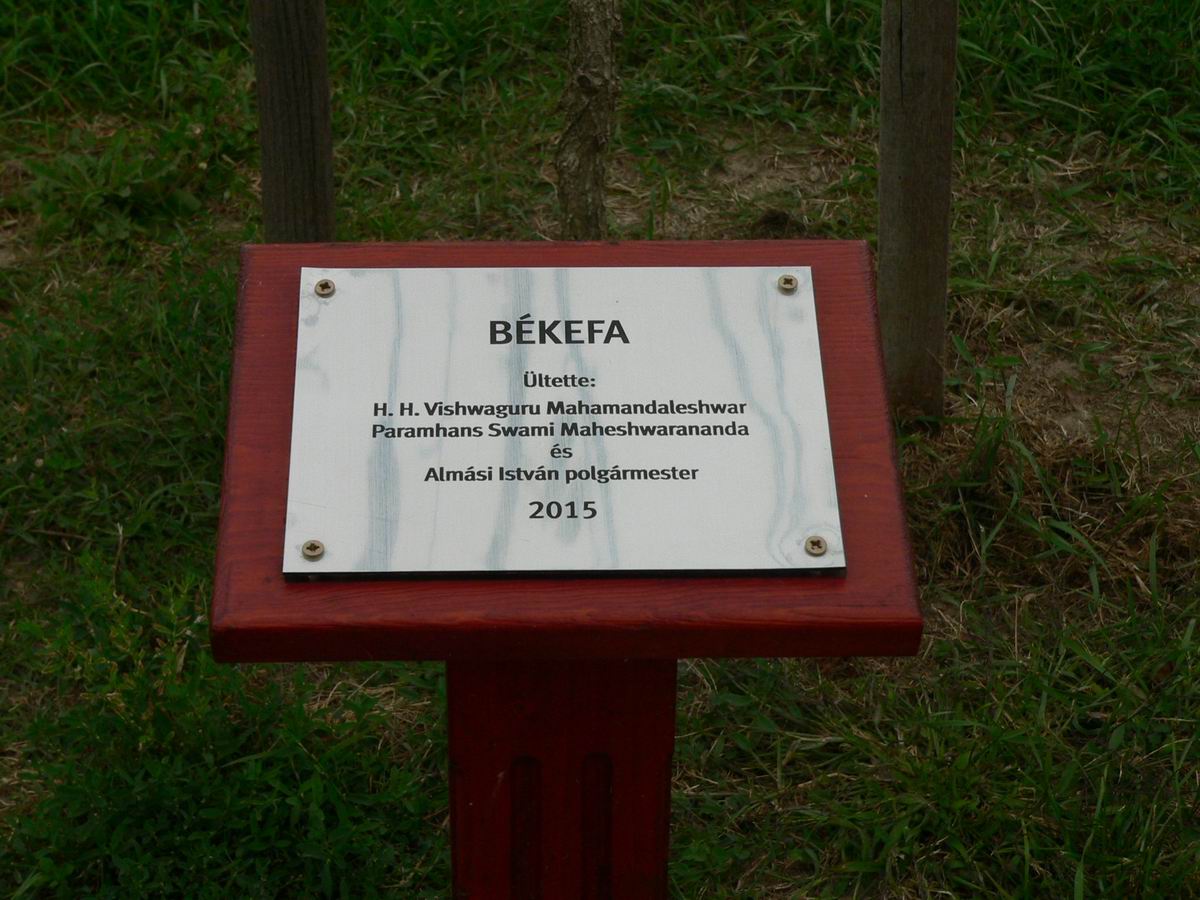 BÉKEFA
Ültette:
H. H. Vishwaguru Mahamandaleshwar
Paramhans Swami Maheshwarananda
és
Almási István polgármester
2015